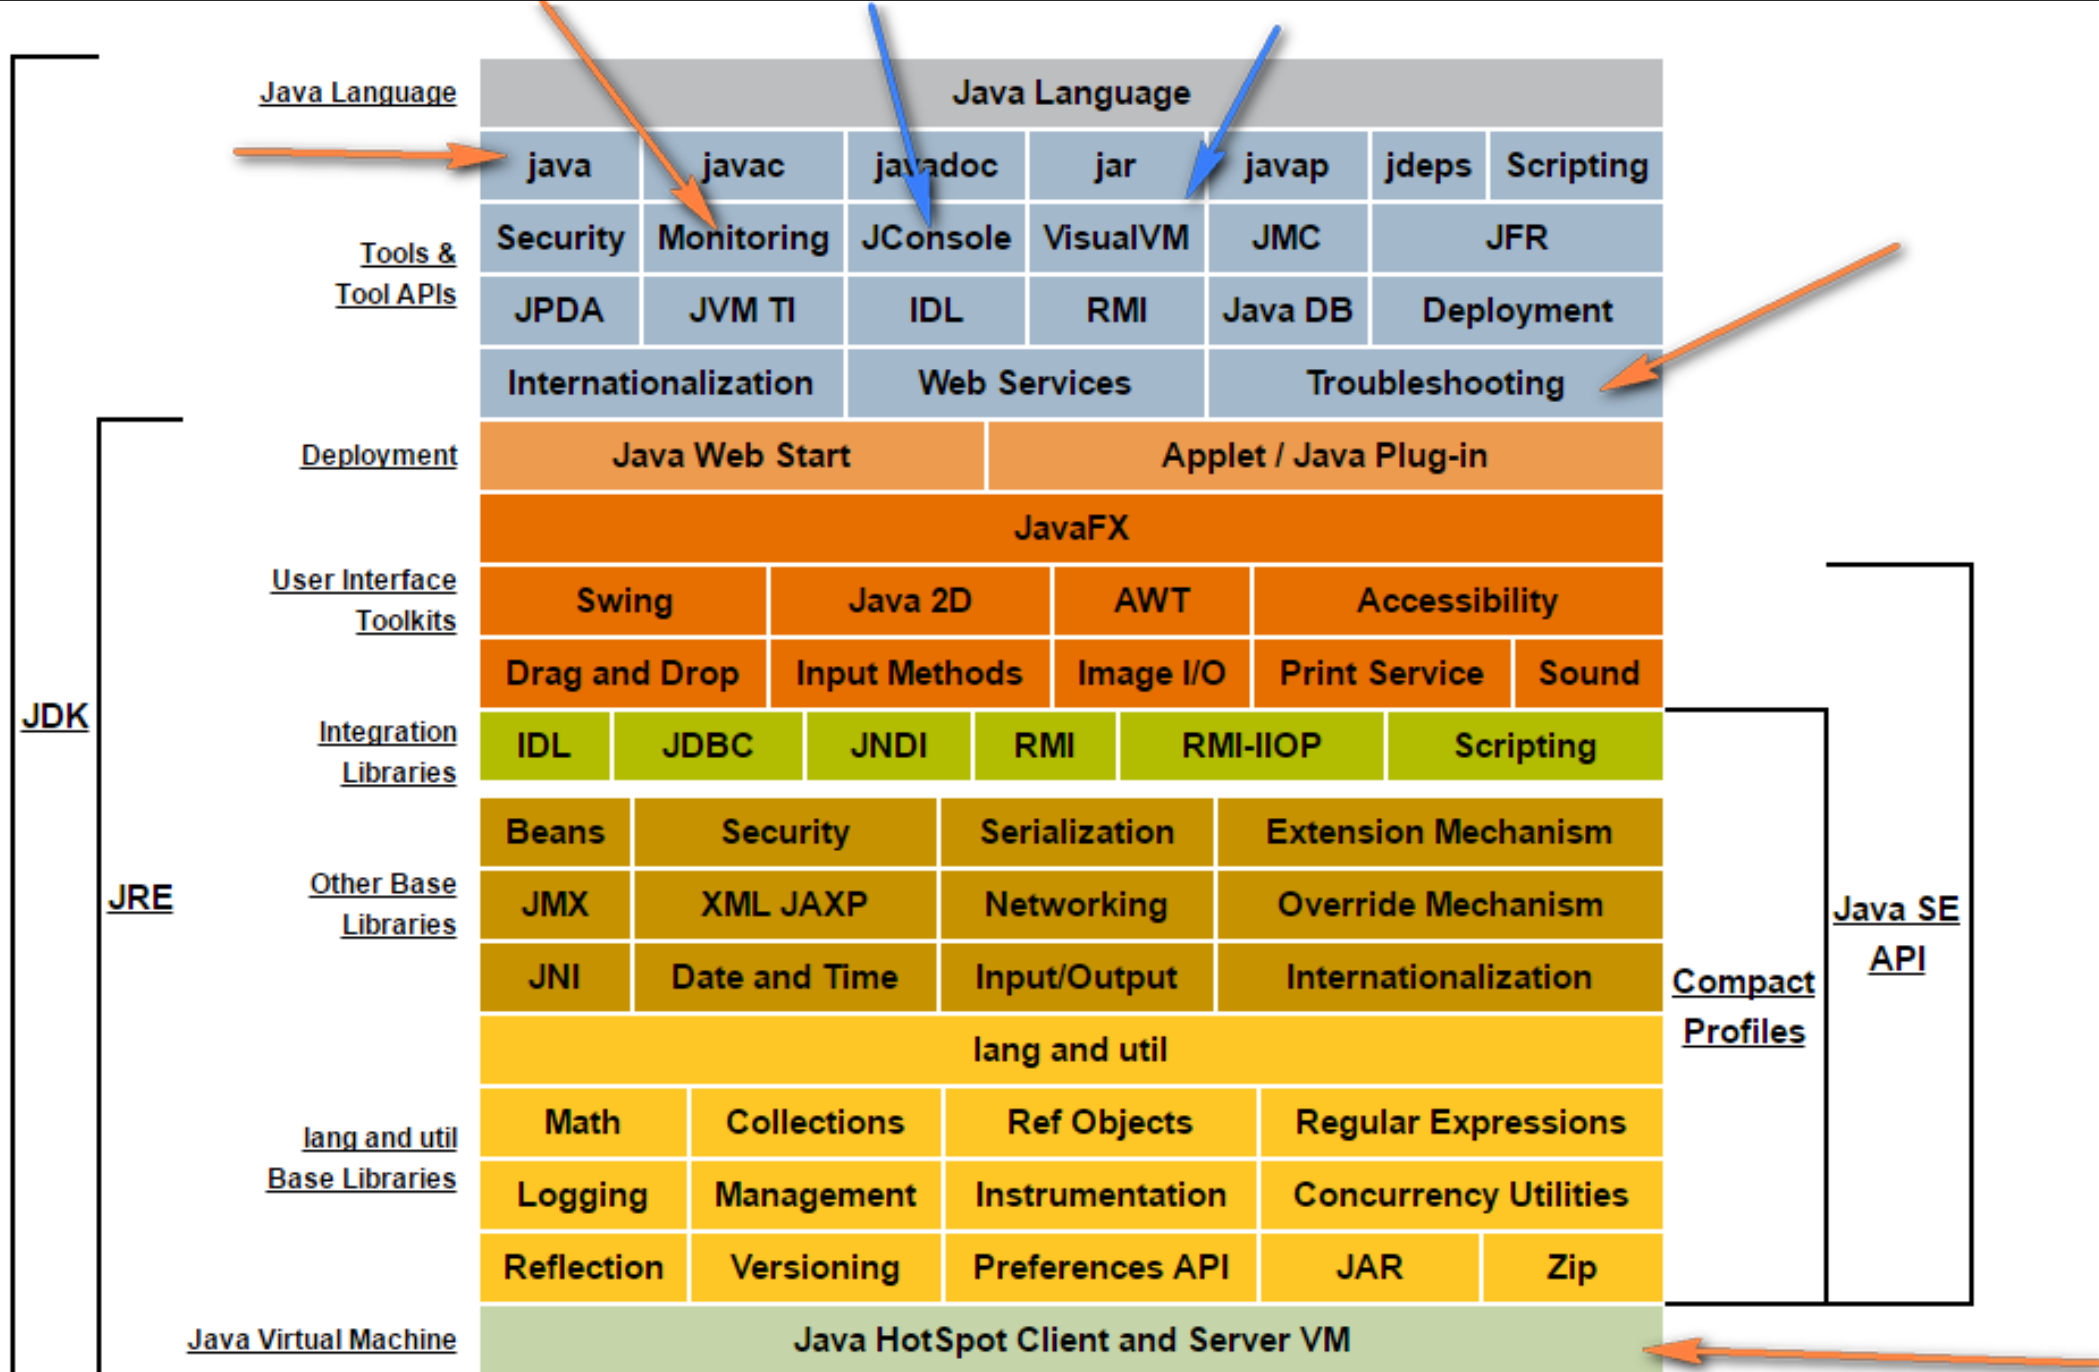 Java Language
Java Language
java javac javadoc jar javap jdeps Scripting
Tools &
Tool APIs
Security Monitoring JConsole VisualVM JMC JFR
JPDA JVM TI IDL RMI Java DB Deployment
Internationalization Web Services Troubleshooting
Deployment
Java Web Start Applet / Java Plug-in
JavaFX
User Interface
Toolkits
Swing Java 2D AWT Accessibility
Drag and Drop Input Methods Image I/O Print Service Sound
JDK
Integration
Libraries
IDL JDBC JNDI RMI RMI-IIOP Scripting
Beans Security Serialization Extension Mechanism
JRE
Other Base
Libraries
JMX XML JAXP Networking Override Mechanism
Java SE
API
JNI Date and Time Input/Output Internationalization
Compact
Profiles
lang and util
lang and util
Base Libraries
Math Collections Ref Objects Regular Expressions
Logging Management Instrumentation Concurrency Utilities
Reflection Versioning Preferences API JAR Zip
Java Virtual Machine
Java HotSpot Client and Server VM